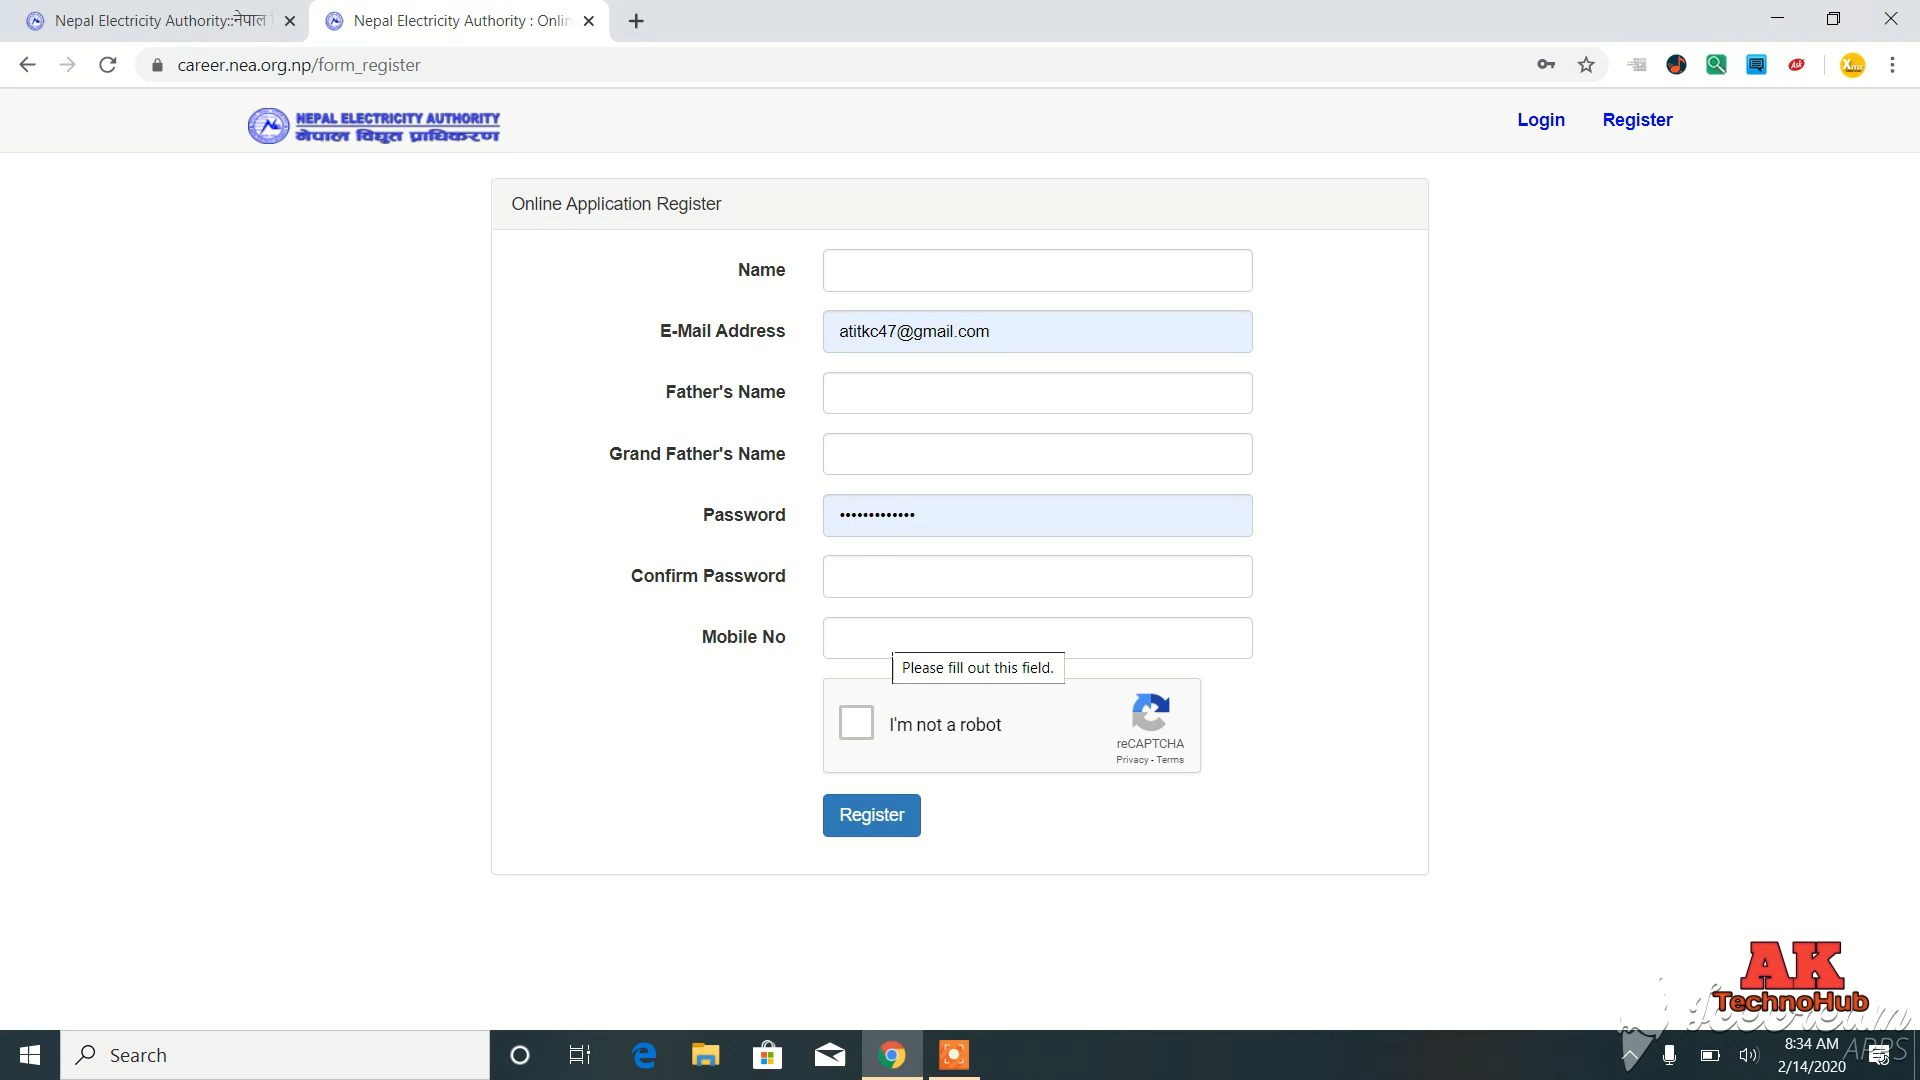 Nepal Electricity Authority::नेपाल
Nepal Electricity Authority : Onlin
career.nea.org.np/form_register
Ask
NEPAL ELECTRICITY AUTHORITY
नेपाल विद्युत प्राधिकरण
Login
Register
Online Application Register
Name
E-Mail Address
atitkc47@gmail.com
Father's Name
Grand Father's Name
Password
•••••••••••••
Confirm Password
Mobile No
Please fill out this field.
I'm not a robot
reCAPTCHA
Privacy - Terms
Register
AK
TechnoHub
Icecream
APPS
Search
8:34 AM
2/14/2020